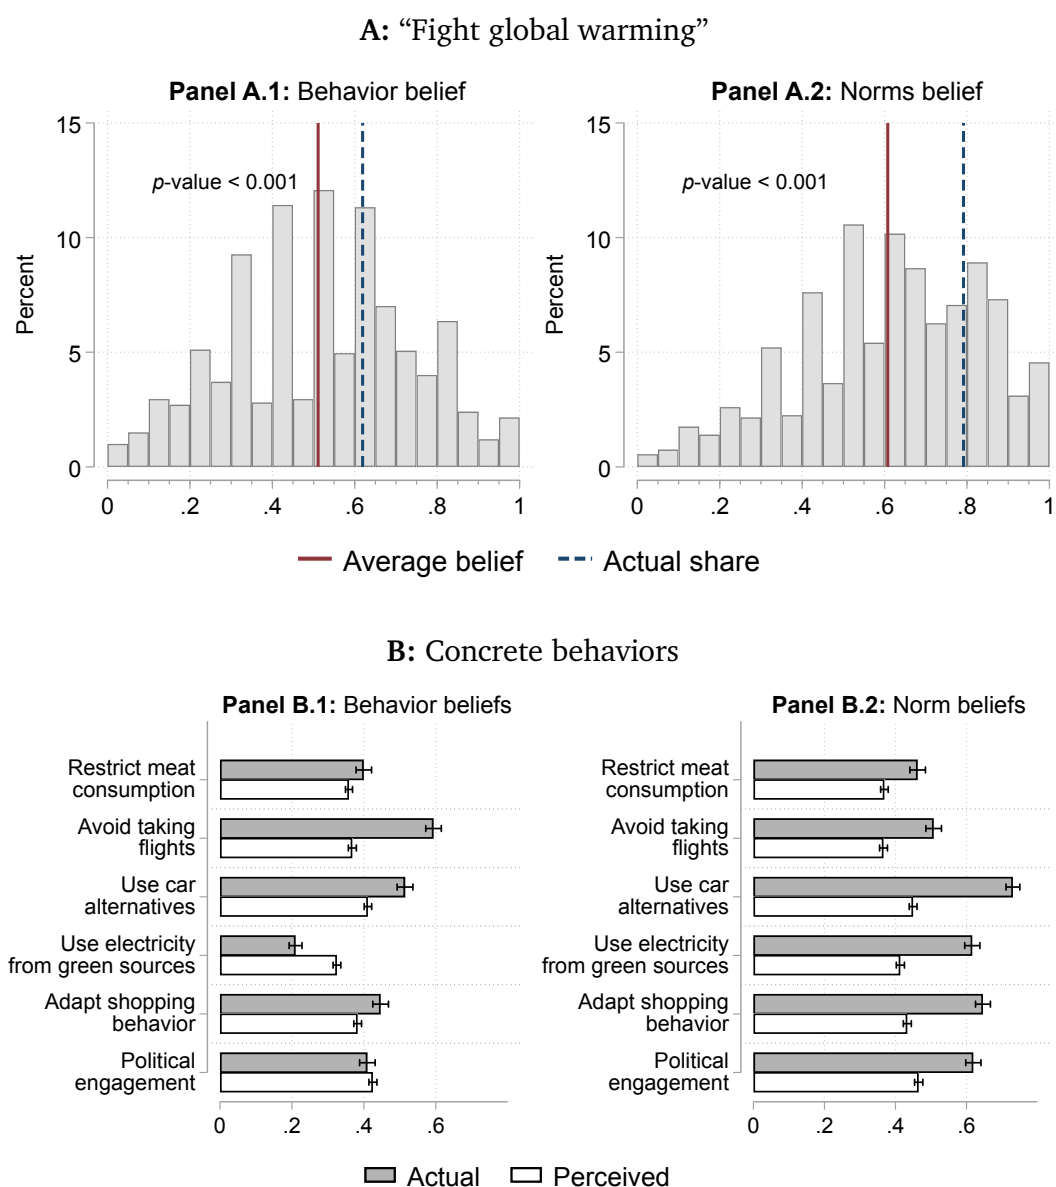 A: “Fight global warming”
Panel A.1: Behavior belief
Percent
15
10
5
0
p-value < 0.001
0 .2 .4 .6 .8 1
Panel A.2: Norms belief
Percent
15
10
5
0
p-value < 0.001
0 .2 .4 .6 .8 1
Average belief Actual share
B: Concrete behaviors
Panel B.1: Behavior beliefs
Restrict meat
consumption
Avoid taking
flights
Use car
alternatives
Use electricity
from green sources
Adapt shopping
behavior
Political
engagement
0 .2 .4 .6
Panel B.2: Norm beliefs
Restrict meat
consumption
Avoid taking
flights
Use car
alternatives
Use electricity
from green sources
Adapt shopping
behavior
Political
engagement
0 .2 .4 .6
Actual Perceived